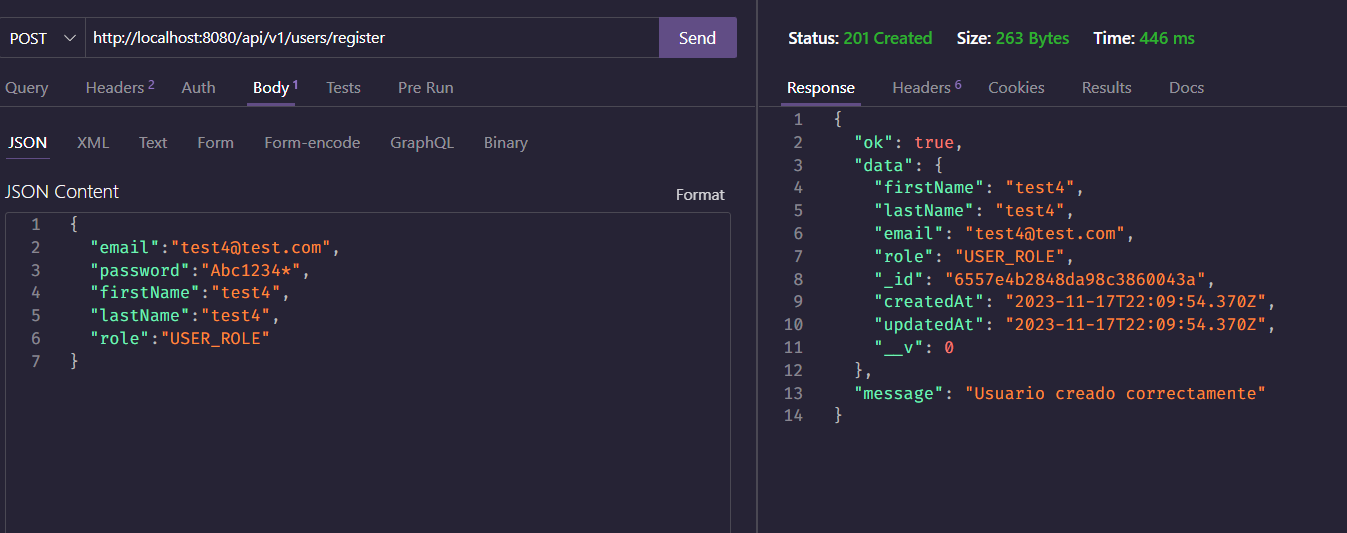 POST http://localhost:8080/api/v1/users/register Send
Query Headers 2 Auth Body 1 Tests Pre Run
JSON XML Text Form Form-encode GraphQL Binary
JSON Content Format
1 {
2 "email":"test4@test.com",
3 "password":"Abc1234*",
4 "firstName":"test4",
5 "lastName":"test4",
6 "role":"USER_ROLE"
7 }
Status: 201 Created Size: 263 Bytes Time: 446 ms
Response Headers 6 Cookies Results Docs
1 {
2 "ok": true,
3 "data": {
4 "firstName": "test4",
5 "lastName": "test4",
6 "email": "test4@test.com",
7 "role": "USER_ROLE",
8 "_id": "6557e4b2848da98c3860043a",
9 "createdAt": "2023-11-17T22:09:54.370Z",
10 "updatedAt": "2023-11-17T22:09:54.370Z",
11 "__v": 0
12 },
13 "message": "Usuario creado correctamente"
14 }